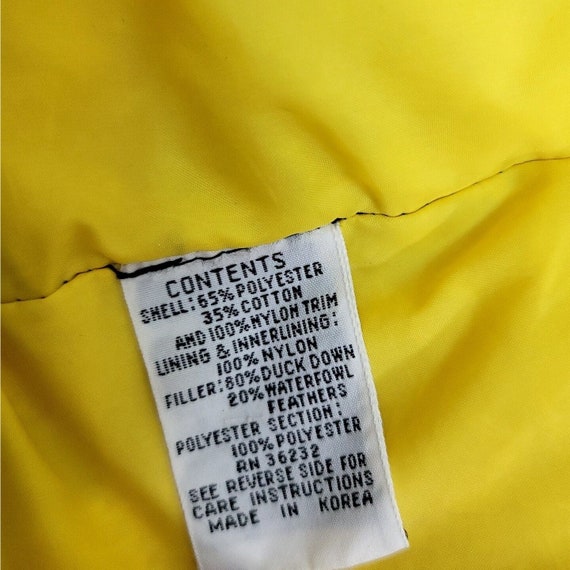 CONTENTS
SHELL: 65% POLYESTER
35% COTTON
AND 100% NYLON TRIM
LINING & INNERLINING:
100% NYLON
FILLER: 80% DUCK DOWN
20% WATERFOWL
FEATHERS
POLYESTER SECTION:
100% POLYESTER
RN 36232
SEE REVERSE SIDE FOR
CARE INSTRUCTIONS
MADE IN KOREA